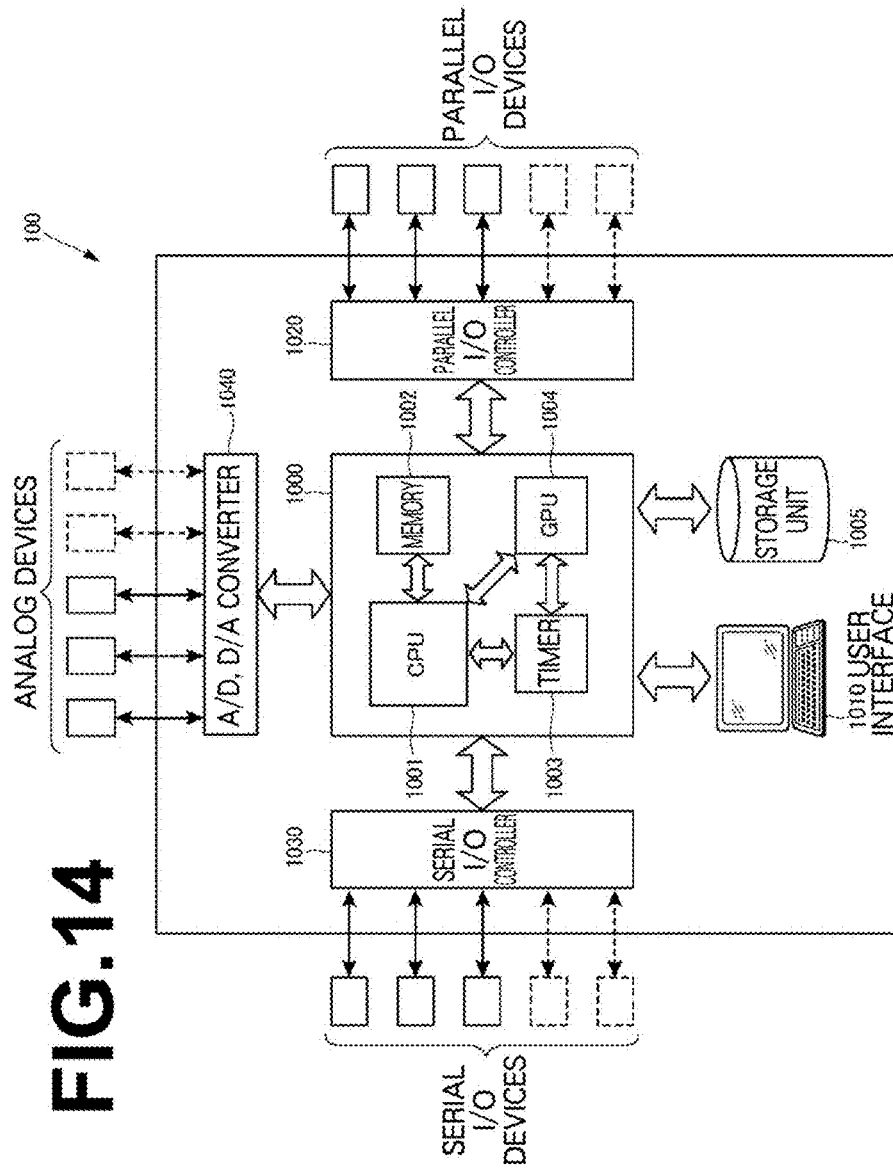 FIG.14
100
ANALOG DEVICES
A/D, D/A CONVERTER
1040
SERIAL
I/O
DEVICES
1030
SERIAL
I/O
CONTROLLER
1000
CPU
1001
MEMORY
1002
TIMER
1003
GPU
1004
1020
PARALLEL
I/O
CONTROLLER
PARALLEL
I/O
DEVICES
1010 USER
INTERFACE
STORAGE
UNIT
1005